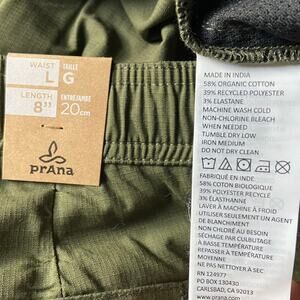 WAIST TAILLE
L G
LENGTH ENTREJAMBE
8" 20cm
prAna
MADE IN INDIA
58% ORGANIC COTTON
39% RECYCLED POLYESTER
3% ELASTANE
MACHINE WASH COLD
NON-CHLORINE BLEACH
WHEN NEEDED
TUMBLE DRY LOW
IRON MEDIUM
DO NOT DRY CLEAN
FABRIQUÉ EN INDE
58% COTON BIOLOGIQUE
39% POLYESTER RECYCLÉ
3% ÉLASTHANNE
LAVER MACHINE À FROID
UTILISER SEULEMENT UN AGENT
DE BLANCHIMENT
NON CHLORÉ AU BESOIN
SÉCHAGE PAR CULBUTAGE
À BASSE TEMPÉRATURE
REPASSER À TEMPÉRATURE
MOYENNE
NE PAS NETTOYER À SEC
RN 124977
PO BOX 130430
CARLSBAD, CA 92013